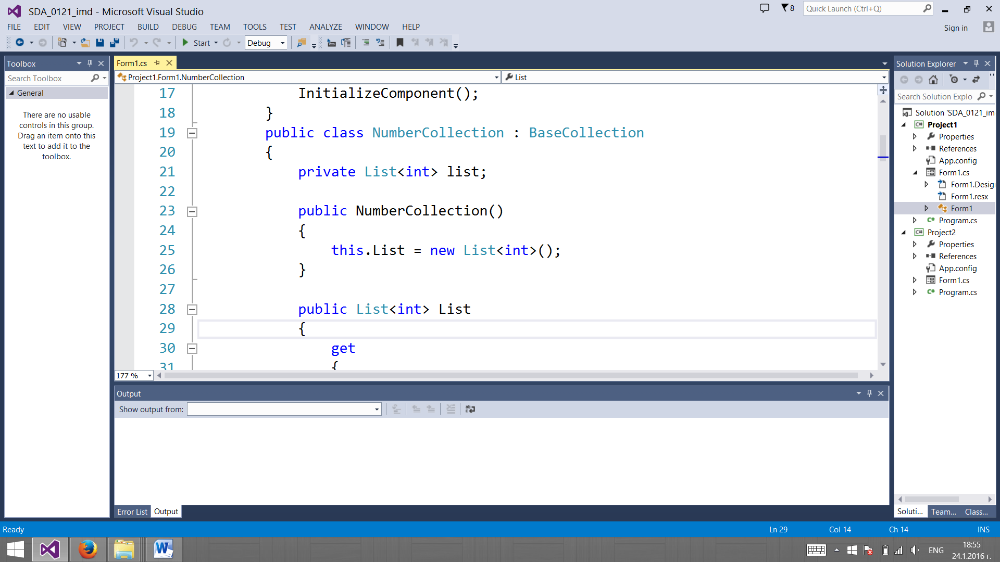 SDA_0121_imd - Microsoft Visual Studio
8
Quick Launch (Ctrl+Q)
FILE EDIT VIEW PROJECT BUILD DEBUG TEAM TOOLS TEST ANALYZE WINDOW HELP
Sign in
Start
Debug
Toolbox
Search Toolbox
General
There are no usable
controls in this group.
Drag an item onto this
text to add it to the
toolbox.
Form1.cs
Project1.Form1.NumberCollection
List
17 InitializeComponent();
18 }
19 public class NumberCollection : BaseCollection
20 {
21 private List<int> list;
22
23 public NumberCollection()
24 {
25 this.List = new List<int>();
26 }
27
28 public List<int> List
29 {
30 get
31 {
177 %
Output
Show output from:
Error List Output
Solution Explorer
Search Solution Explo
Solution 'SDA_0121_im
C# Project1
Properties
References
App.config
Form1.cs
Form1.Desig
Form1.resx
Form1
C# Program.cs
C# Project2
Properties
References
App.config
Form1.cs
C# Program.cs
Soluti... Team... Class...
Ready
Ln 29 Col 14 Ch 14 INS
ENG
18:55
24.1.2016 г.